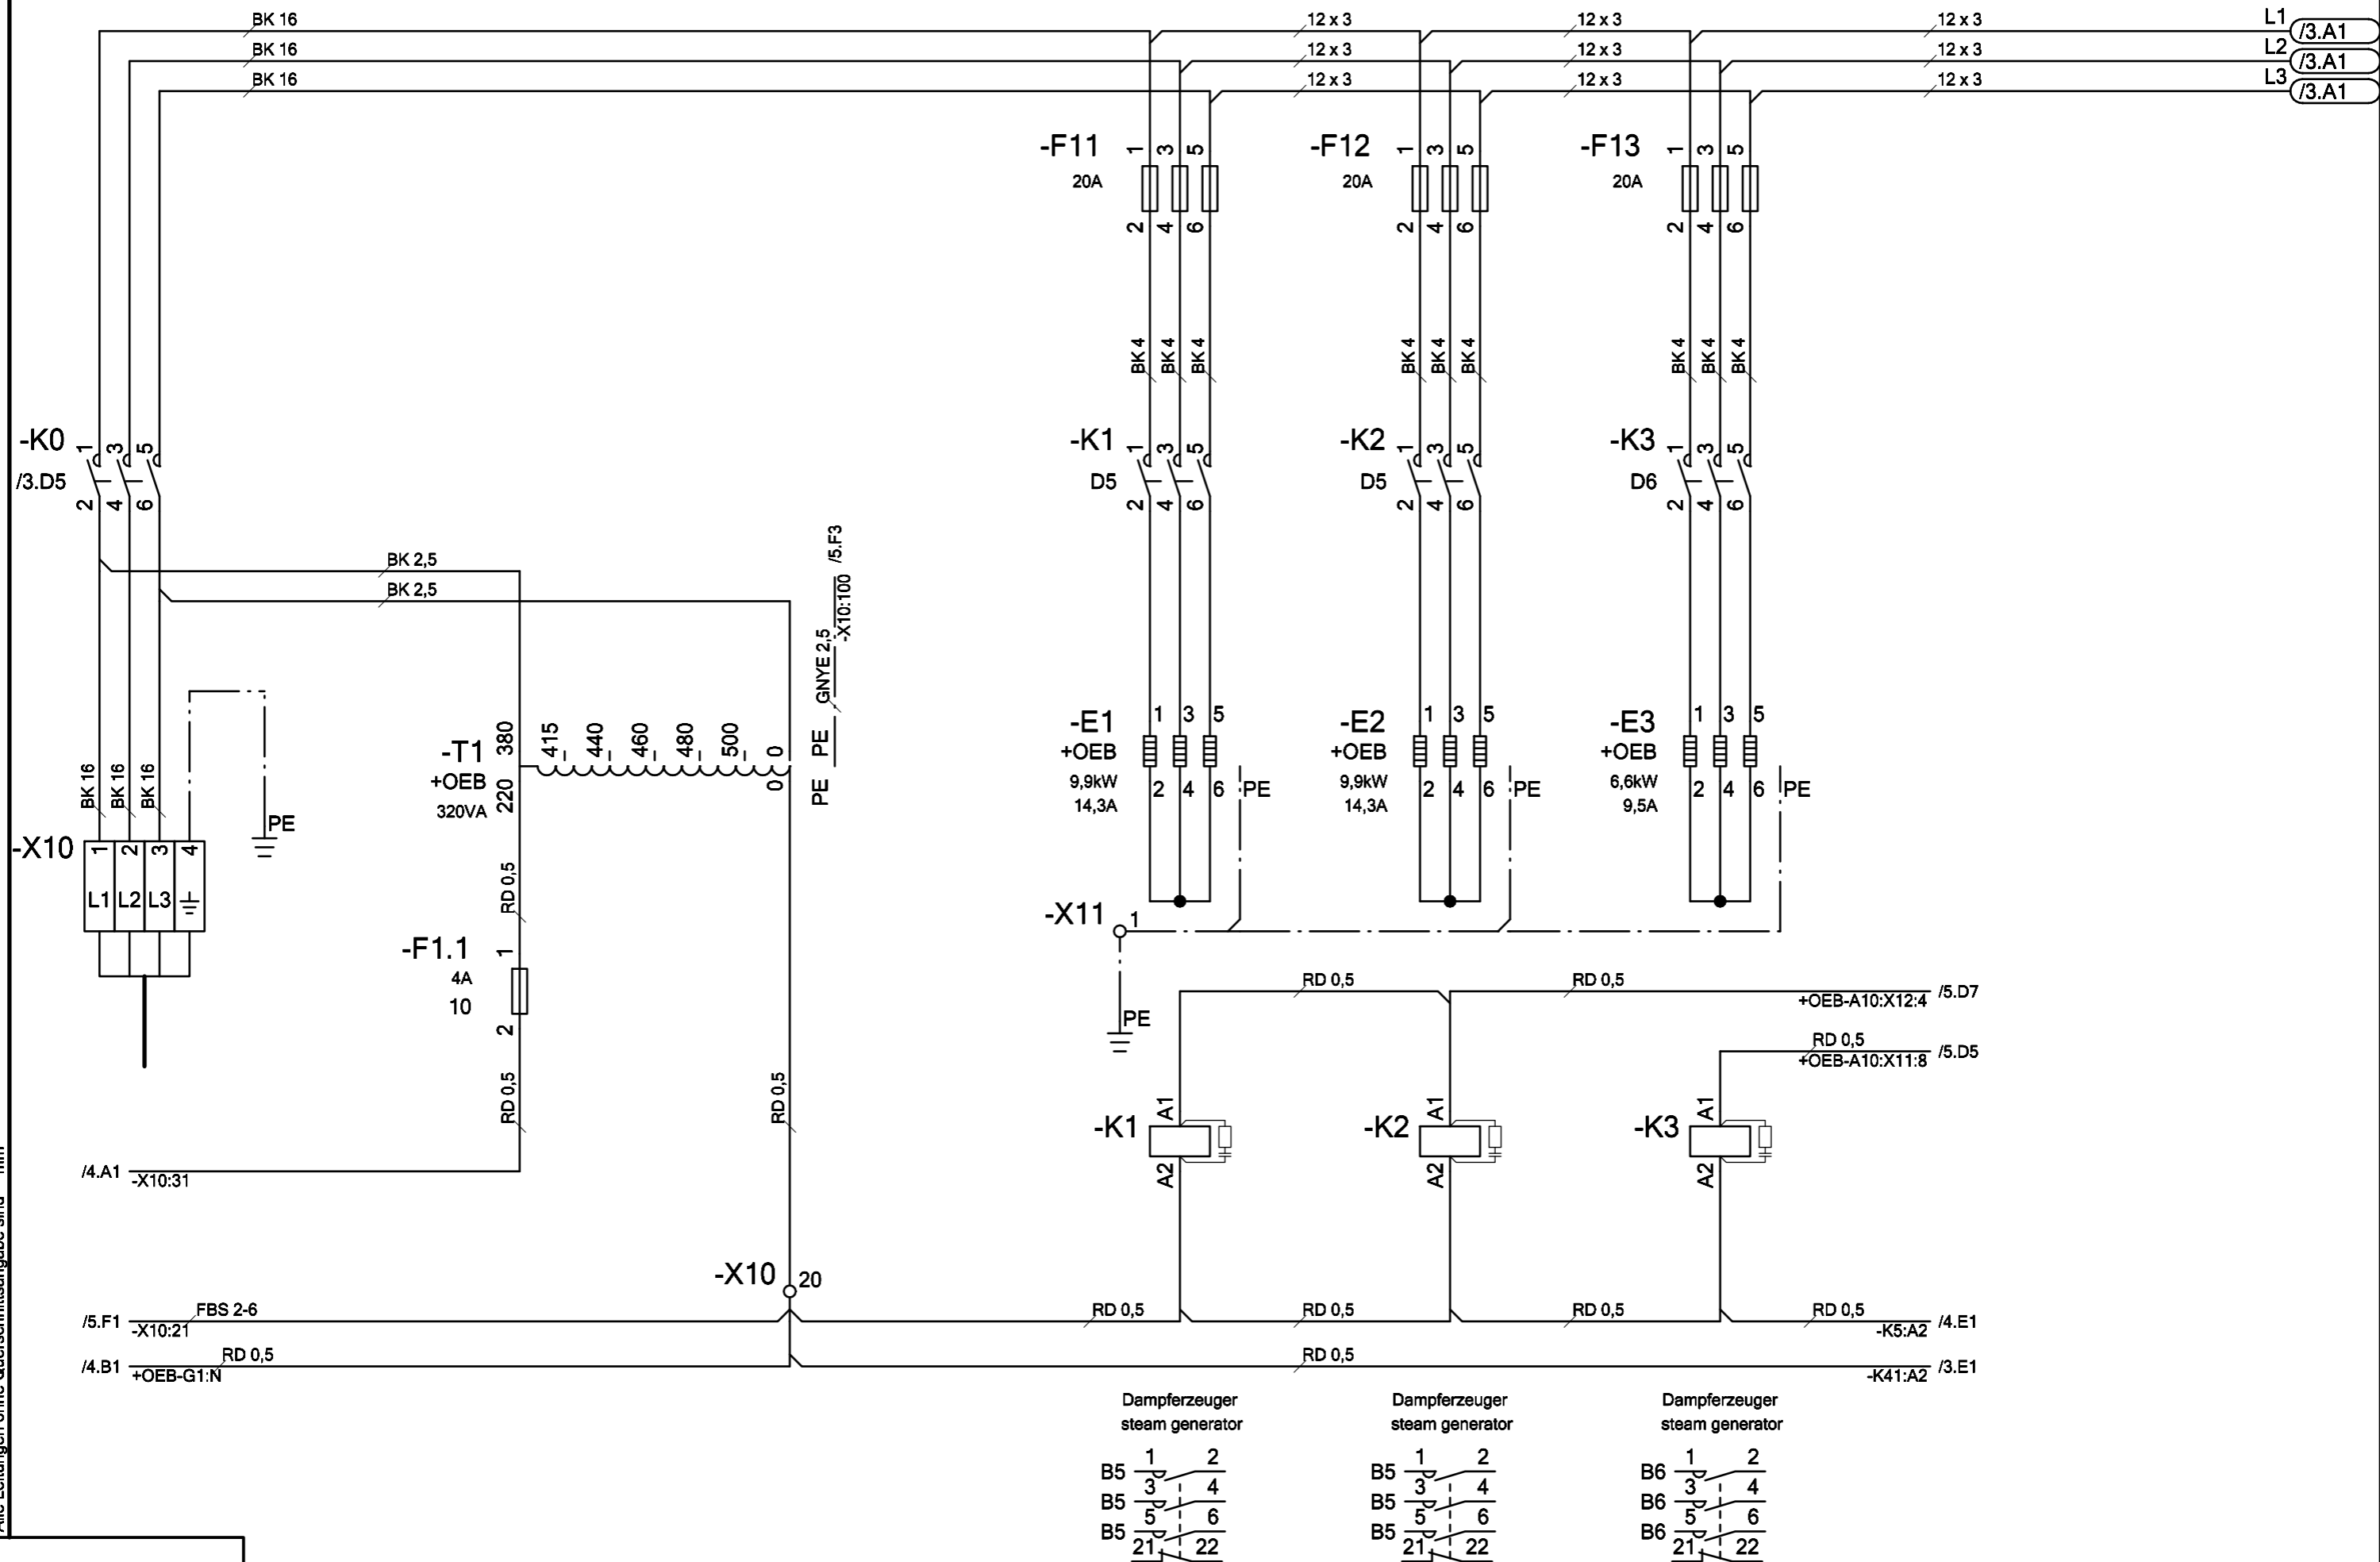 BK 16
12 x 3
12 x 3
12 x 3
L1
/3.A1
BK 16
12 x 3
12 x 3
12 x 3
L2
/3.A1
BK 16
12 x 3
12 x 3
12 x 3
L3
/3.A1
-F11
20A
1
3
5
2
4
6
-F12
20A
1
3
5
2
4
6
-F13
20A
1
3
5
2
4
6
BK 4
BK 4
BK 4
BK 4
BK 4
BK 4
BK 4
BK 4
BK 4
-K0
/3.D5
1
3
5
2
4
6
-K1
D5
1
3
5
2
4
6
-K2
D5
1
3
5
2
4
6
-K3
D6
1
3
5
2
4
6
BK 2,5
BK 2,5
/5.F3
-X10:100
GNYE 2,5
PE
PE
-T1
+OEB
320VA
380
220
415
440
460
480
500
0
0
-E1
+OEB
9,9kW
14,3A
1
3
5
2
4
6
PE
-E2
+OEB
9,9kW
14,3A
1
3
5
2
4
6
PE
-E3
+OEB
6,6kW
9,5A
1
3
5
2
4
6
PE
BK 16
BK 16
BK 16
PE
-X10
1
2
3
4
L1
L2
L3
RD 0,5
-F1.1
4A
10
1
2
RD 0,5
RD 0,5
-X11
1
PE
RD 0,5
RD 0,5
+OEB-A10:X12:4
/5.D7
RD 0,5
+OEB-A10:X11:8
/5.D5
-K1
A1
A2
-K2
A1
A2
-K3
A1
A2
/4.A1
-X10:31
-X10
20
/5.F1
-X10:21
FBS 2-6
RD 0,5
RD 0,5
RD 0,5
RD 0,5
-K5:A2
/4.E1
/4.B1
+OEB-G1:N
RD 0,5
RD 0,5
-K41:A2
/3.E1
Dampferzeuger
steam generator
B5 1 2
B5 3 4
B5 5 6
21 22
Dampferzeuger
steam generator
B5 1 2
B5 3 4
B5 5 6
21 22
Dampferzeuger
steam generator
B6 1 2
B6 3 4
B6 5 6
21 22